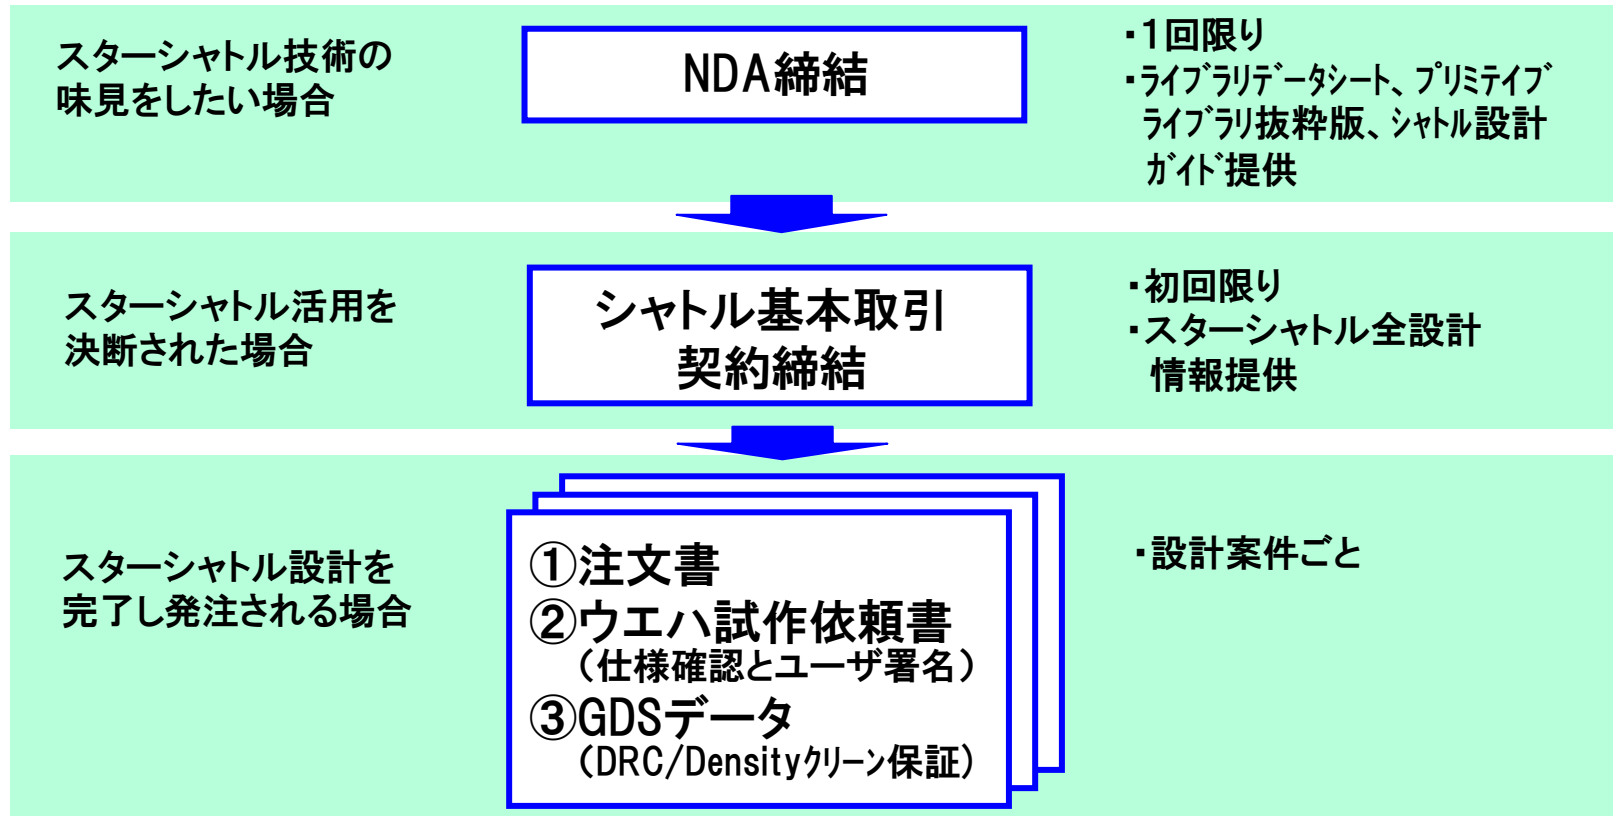 スターシャトル技術の
味見をしたい場合
NDA締結
・1回限り
・ﾗｲﾌﾞﾗﾘﾃﾞｰﾀｼｰﾄ、ﾌﾟﾘﾐﾃｲﾌﾞ
ﾗｲﾌﾞﾗﾘ抜粋版、ｼｬﾄﾙ設計
ｶﾞｲﾄﾞ提供
スターシャトル活用を
決断された場合
シャトル基本取引
契約締結
・初回限り
・スターシャトル全設計
情報提供
スターシャトル設計を
完了し発注される場合
①注文書
②ウエハ試作依頼書
（仕様確認とユーザ署名）
③GDSデータ
（DRC/Densityｸﾘｰﾝ保証）
・設計案件ごと